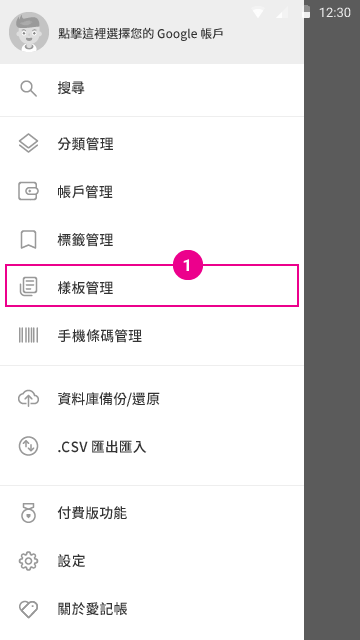 12:30
點擊這裡選擇您的 Google 帳戶
搜尋
分類管理
帳戶管理
標籤管理
1
樣板管理
手機條碼管理
資料庫備份/還原
.CSV 匯出匯入
付費版功能
設定
關於愛記帳